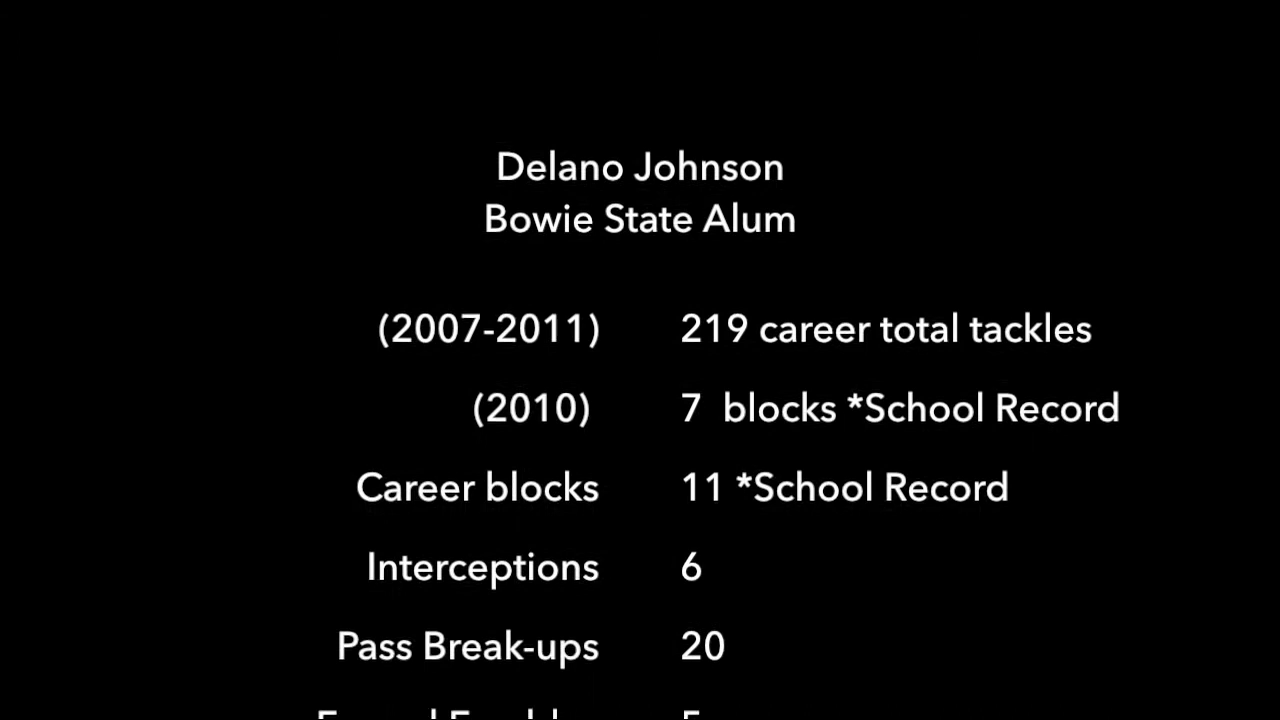 Delano Johnson
Bowie State Alum
(2007-2011) 219 career total tackles
(2010) 7 blocks *School Record
Career blocks 11 *School Record
Interceptions 6
Pass Break-ups 20